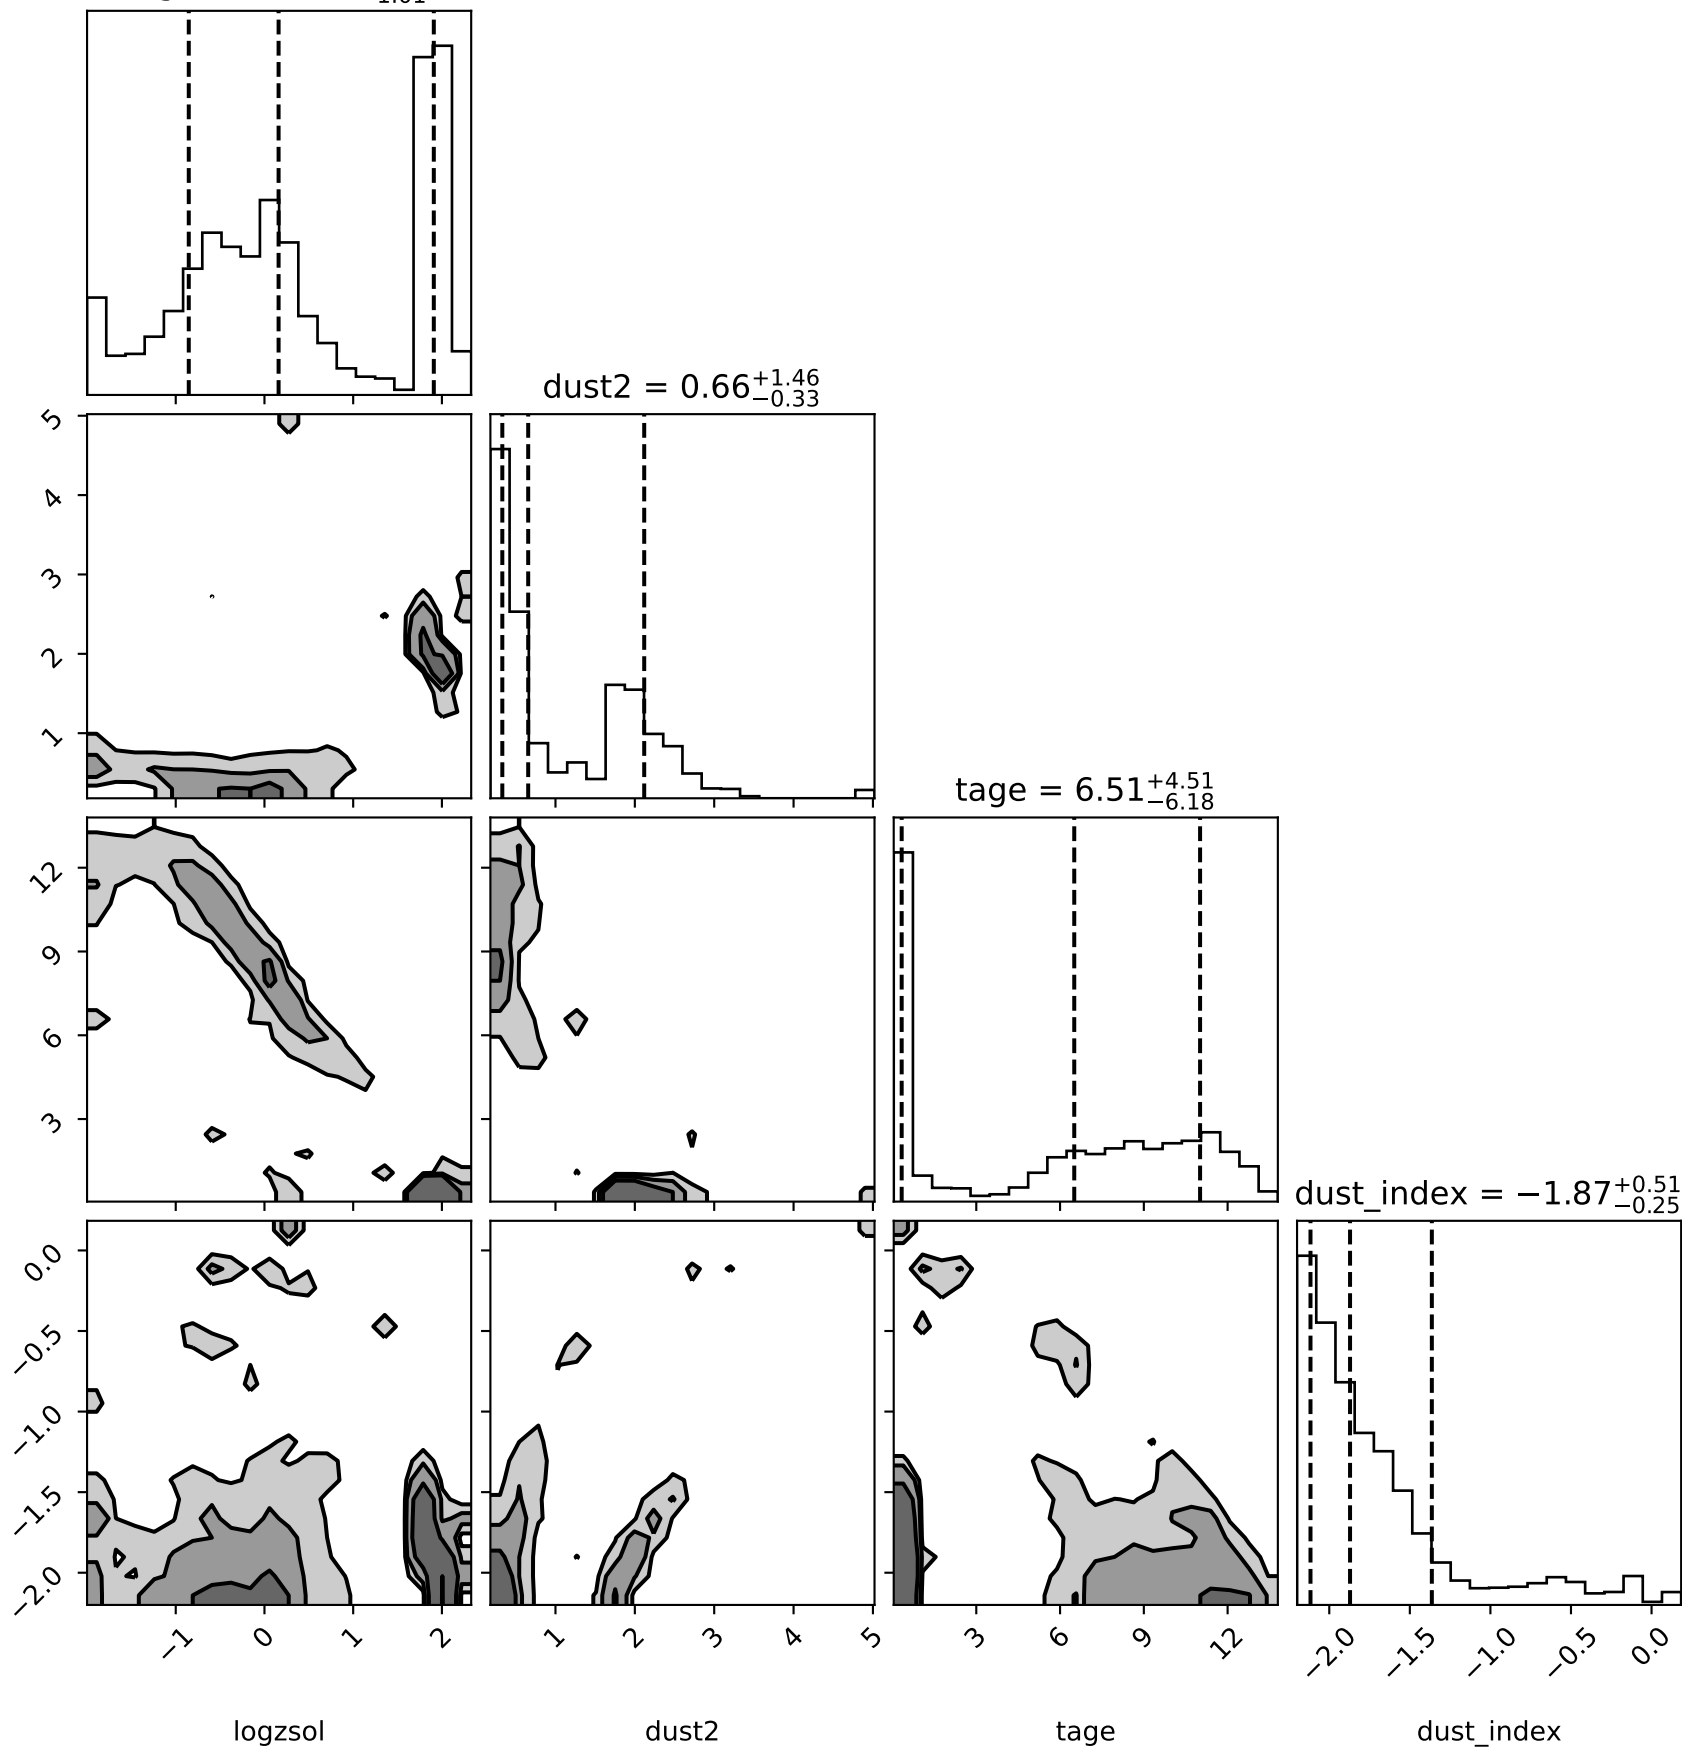 dust2 = 0.66 +1.46 −0.33
5
4
3
2
1
tage = 6.51 +4.51 −6.18
12
9
6
3
dust_index = −1.87 +0.51 −0.25
0.0
−0.5
−1.0
−1.5
−2.0
−1 0 1 2 1 2 3 4 5 3 6 9 12 −2.0 −1.5 −1.0 −0.5 0.0
logzsol dust2 tage dust_index